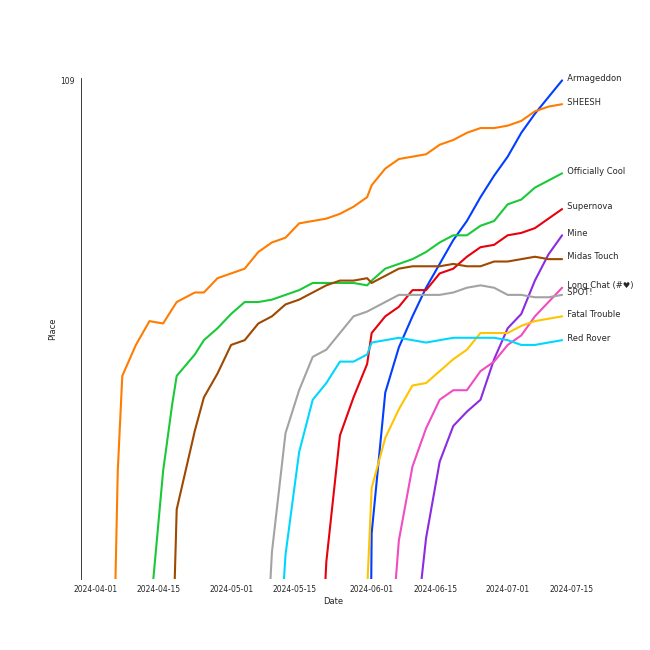 109
Armageddon
SHEESH
Officially Cool
Supernova
Mine
Midas Touch
Long Chat (#♥)
SPOT!
Fatal Trouble
Red Rover
Place
2024-04-01 2024-04-15 2024-05-01 2024-05-15 2024-06-01 2024-06-15 2024-07-01 2024-07-15
Date